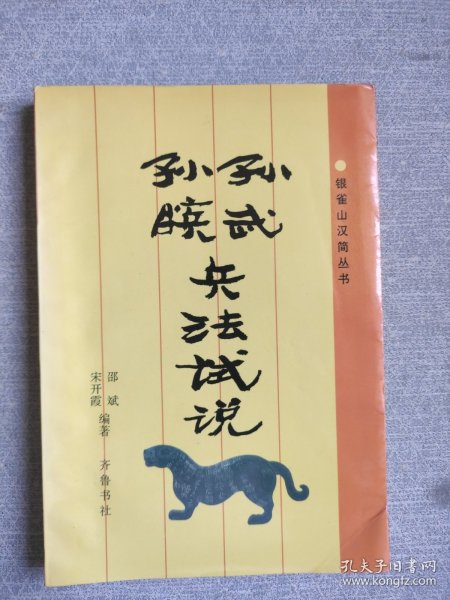 银雀山汉简丛书
孙武
孙膑
兵法试说
邵斌
宋开霞
编著
齐鲁书社
孔夫子旧书网
www.kongfz.com